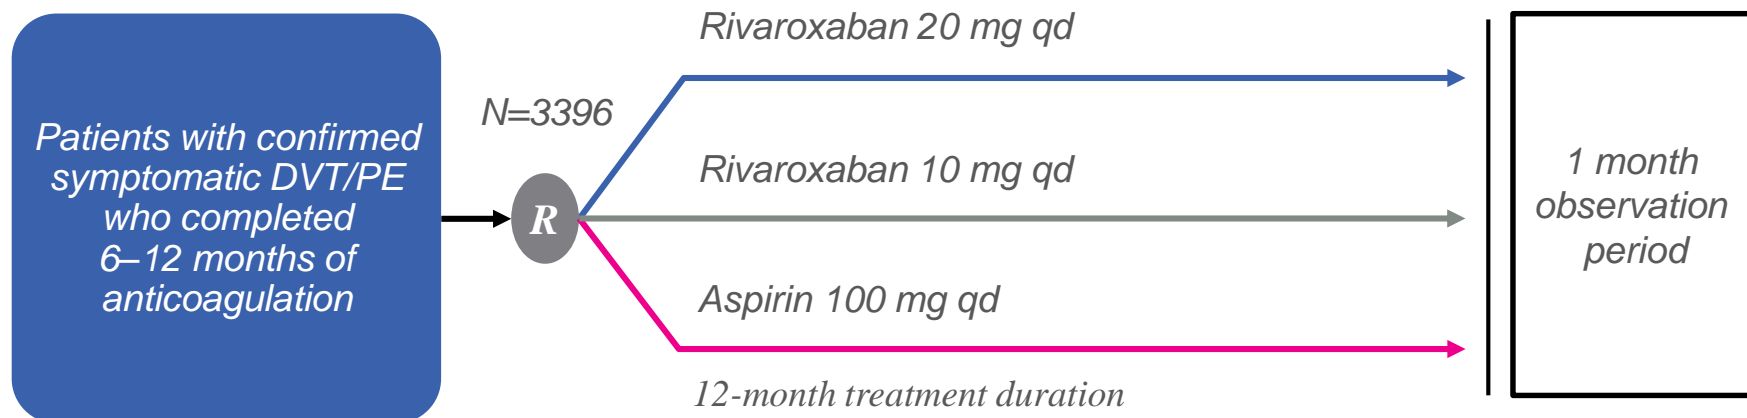 Patients with confirmed
symptomatic DVT/PE
who completed
6–12 months of
anticoagulation
N=3396
R
Rivaroxaban 20 mg qd
Rivaroxaban 10 mg qd
Aspirin 100 mg qd
12-month treatment duration
1 month
observation
period